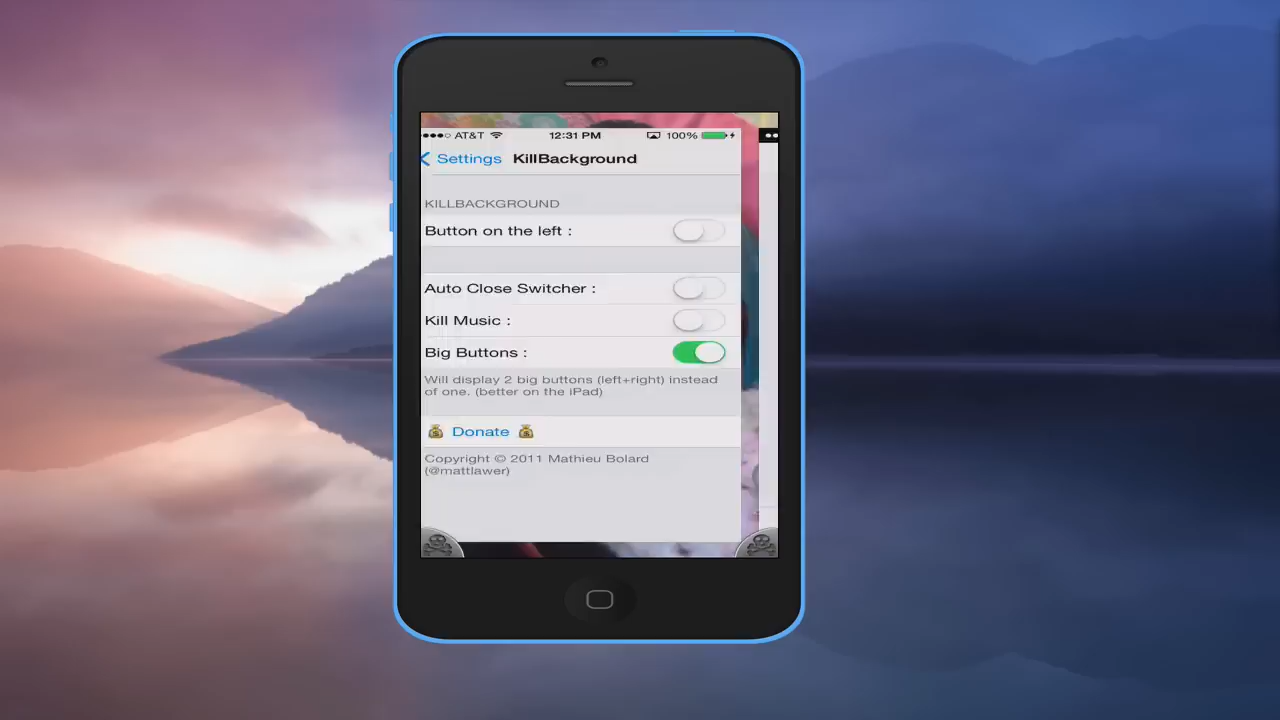 AT&T 12:31 PM 100%
Settings KillBackground
KILLBACKGROUND
Button on the left :
Auto Close Switcher :
Kill Music :
Big Buttons :
Will display 2 big buttons (left+right) instead
of one. (better on the iPad)
Donate
Copyright © 2011 Mathieu Bolard
(@mattlawer)